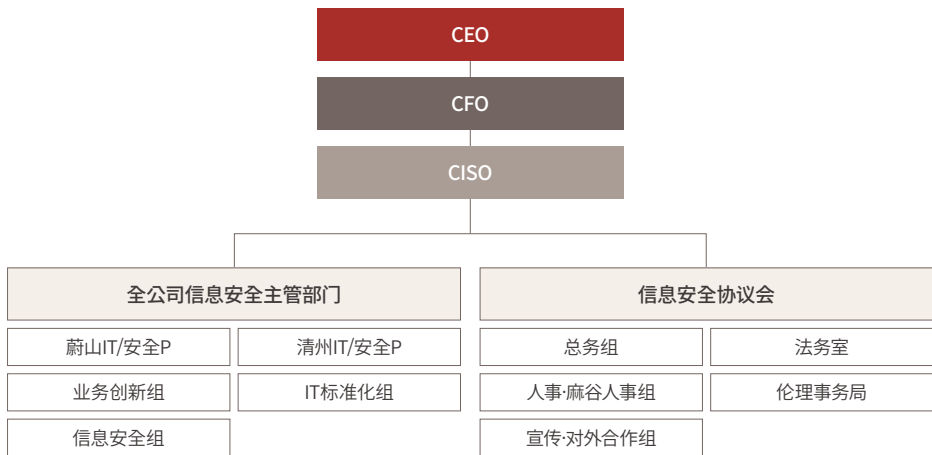 CEO
CFO
CISO
全公司信息安全主管部门
信息安全协议会
蔚山IT/安全P
清州IT/安全P
总务组
法务室
业务创新组
IT标准化组
人事·麻谷人事组
伦理事务局
信息安全组
宣传·对外合作组